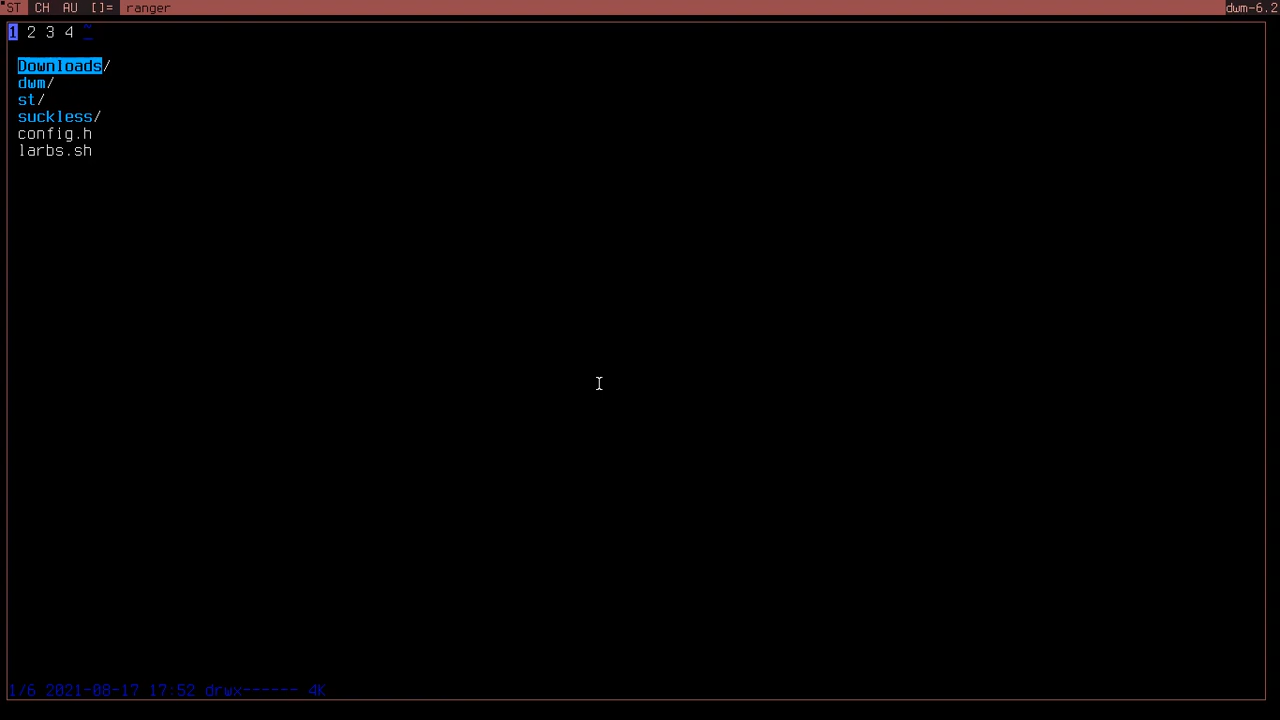 ST CH AU []= ranger dwm-6.2
1 2 3 4 ~
Downloads/
dwm/
st/
suckless/
config.h
larbs.sh
1/6 2021-08-17 17:52 drwx------ 4K